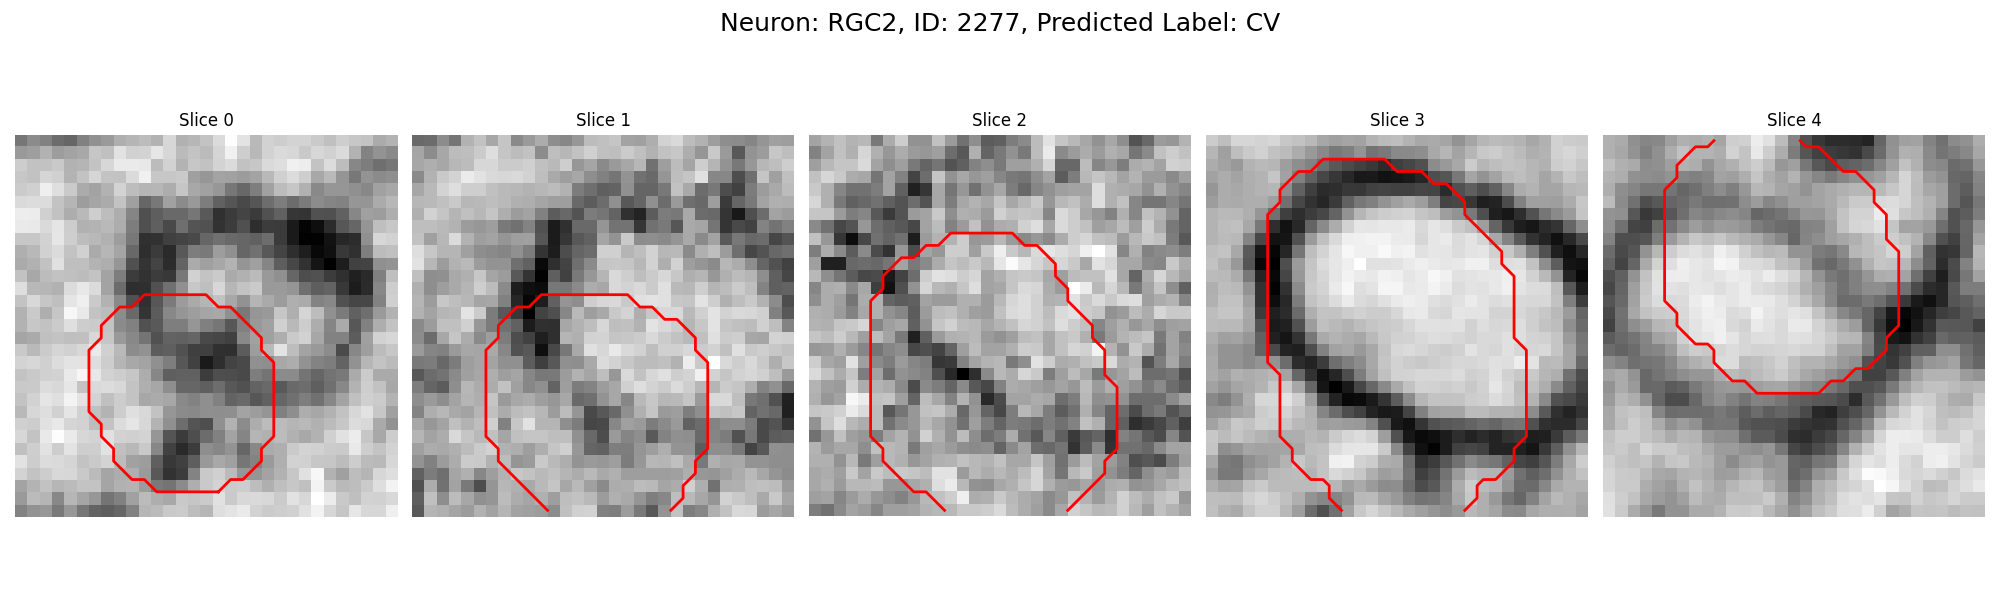 Neuron: RGC2, ID: 2277, Predicted Label: CV
Slice 0
Slice 1
Slice 2
Slice 3
Slice 4